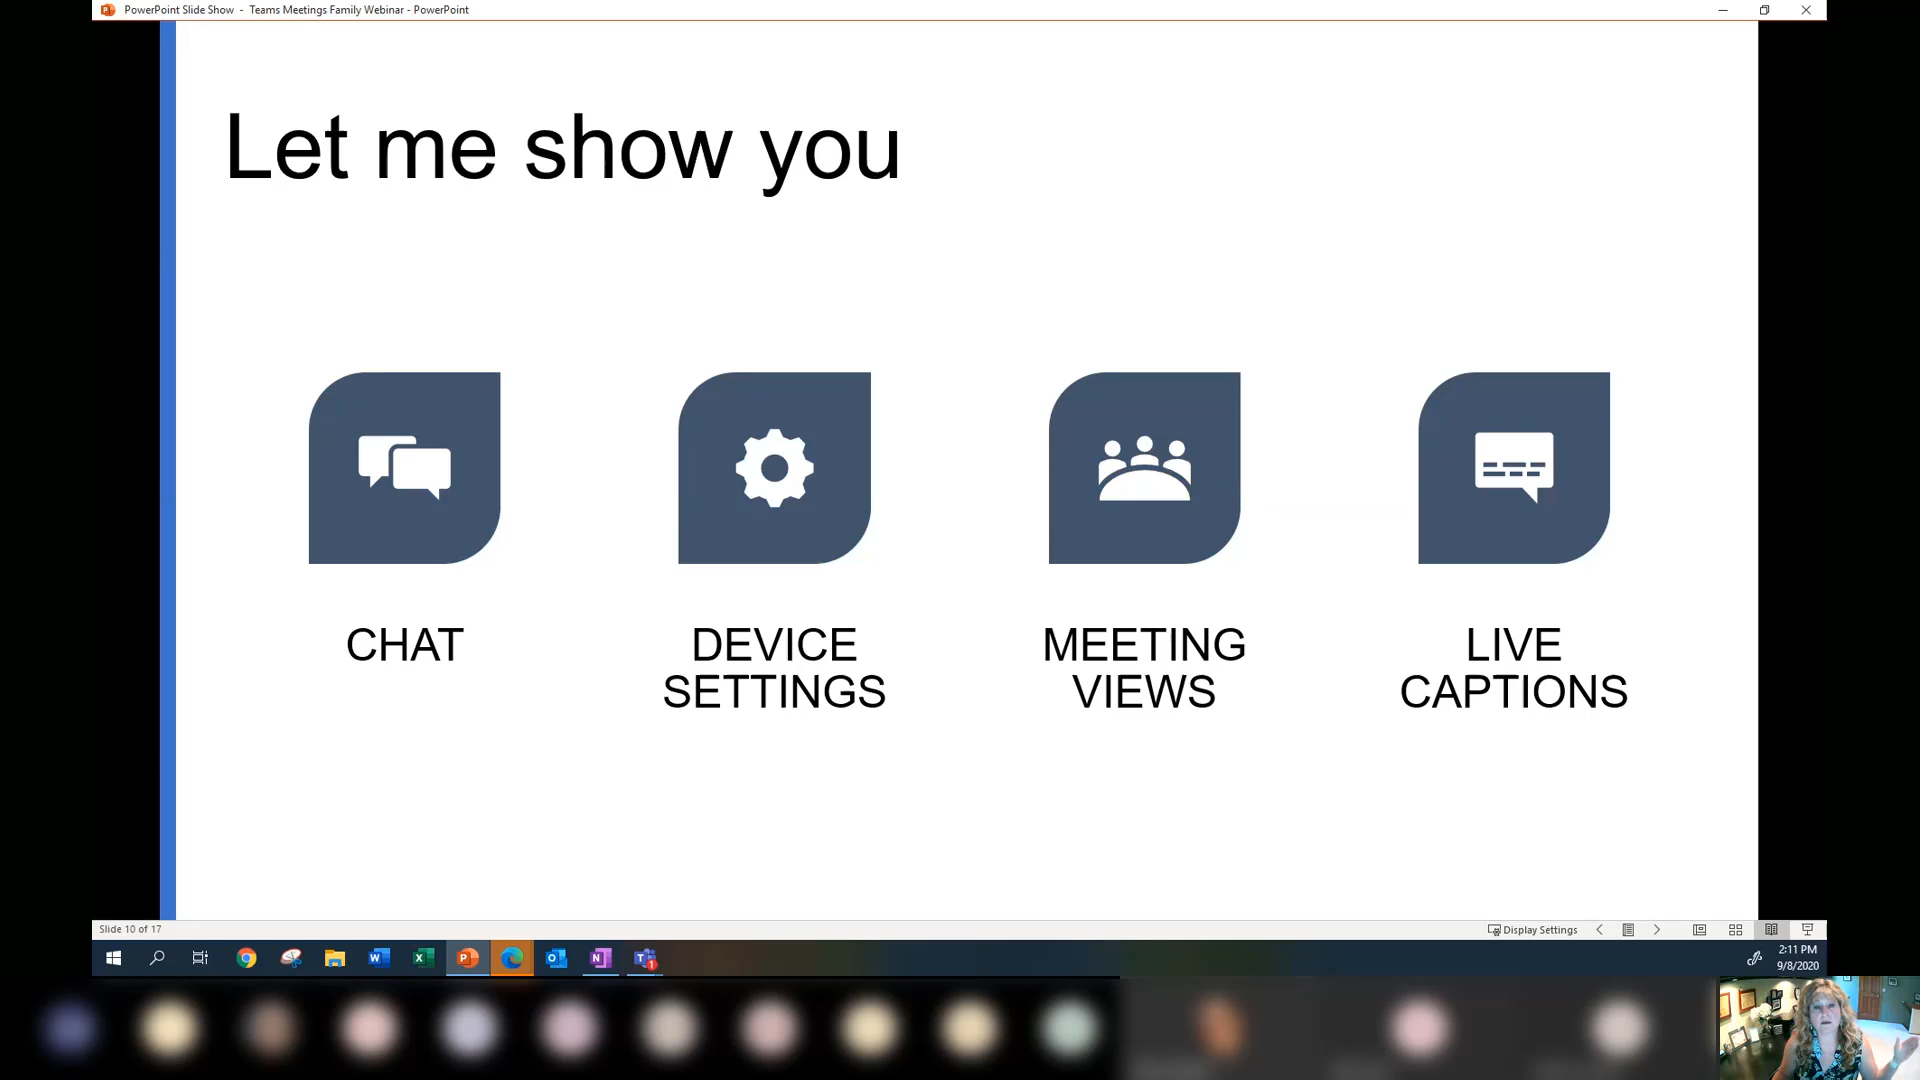 PowerPoint Slide Show - Teams Meetings Family Webinar - PowerPoint
Let me show you
CHAT
DEVICE
SETTINGS
MEETING
VIEWS
LIVE
CAPTIONS
Slide 10 of 17
Display Settings
2:11 PM
9/8/2020